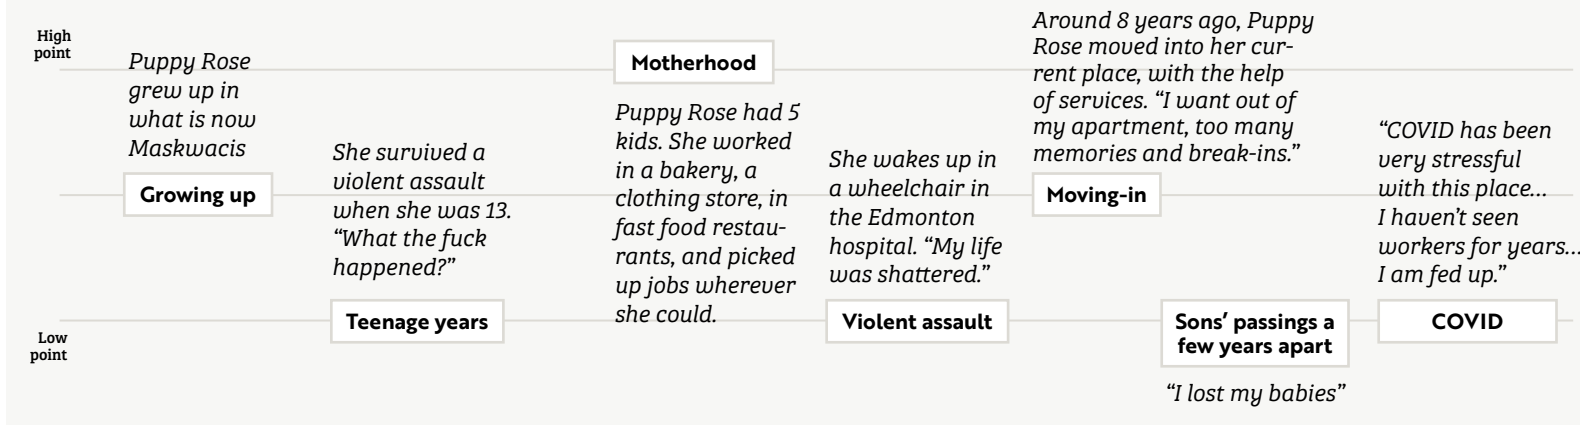 High
point
Puppy Rose
grew up in
what is now
Maskwacis
Growing up
She survived a
violent assault
when she was 13.
“What the fuck
happened?”
Teenage years
Motherhood
Puppy Rose had 5
kids. She worked
in a bakery, a
clothing store, in
fast food restau-
rants, and picked
up jobs wherever
she could.
She wakes up in
a wheelchair in
the Edmonton
hospital. “My life
was shattered.”
Violent assault
Around 8 years ago, Puppy
Rose moved into her cur-
rent place, with the help
of services. “I want out of
my apartment, too many
memories and break-ins.”
Moving-in
Sons’ passings a
few years apart
“I lost my babies”
“COVID has been
very stressful
with this place...
I haven’t seen
workers for years...
I am fed up.”
COVID
Low
point